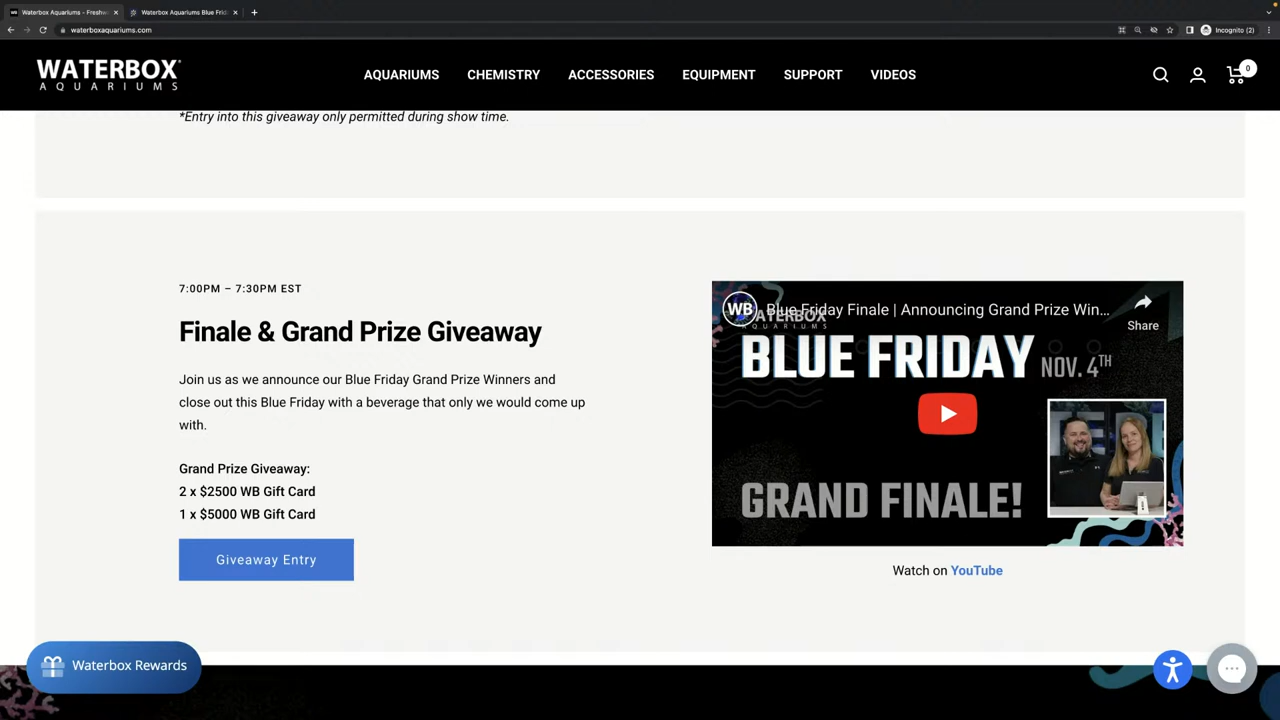 Waterbox Aquariums - Freshw
Waterbox Aquariums Blue Frid
waterboxaquariums.com
Incognito (2)
WATERBOX
AQUARIUMS
AQUARIUMS
CHEMISTRY
ACCESSORIES
EQUIPMENT
SUPPORT
VIDEOS
0
*Entry into this giveaway only permitted during show time.
7:00PM – 7:30PM EST
Finale & Grand Prize Giveaway
Join us as we announce our Blue Friday Grand Prize Winners and
close out this Blue Friday with a beverage that only we would come up
with.
Grand Prize Giveaway:
2 x $2500 WB Gift Card
1 x $5000 WB Gift Card
Giveaway Entry
WB
Blue Friday Finale | Announcing Grand Prize Win...
Share
WATERBOX
AQUARIUMS
BLUE FRIDAY NOV. 4TH
GRAND FINALE!
Watch on YouTube
Waterbox Rewards